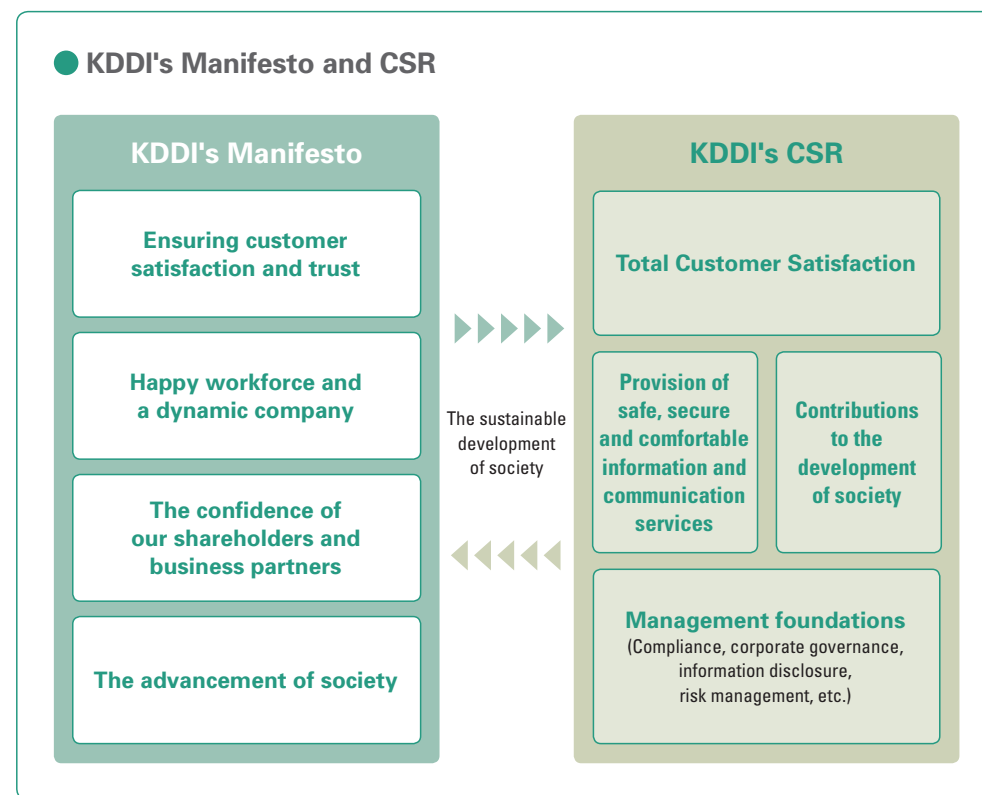 KDDI's Manifesto and CSR
KDDI's Manifesto
Ensuring customer
satisfaction and trust
Happy workforce and
a dynamic company
The confidence of
our shareholders and
business partners
The advancement of society
The sustainable
development
of society
KDDI's CSR
Total Customer Satisfaction
Provision of
safe, secure
and comfortable
information and
communication
services
Contributions
to the
development
of society
Management foundations
(Compliance, corporate governance,
information disclosure,
risk management, etc.)